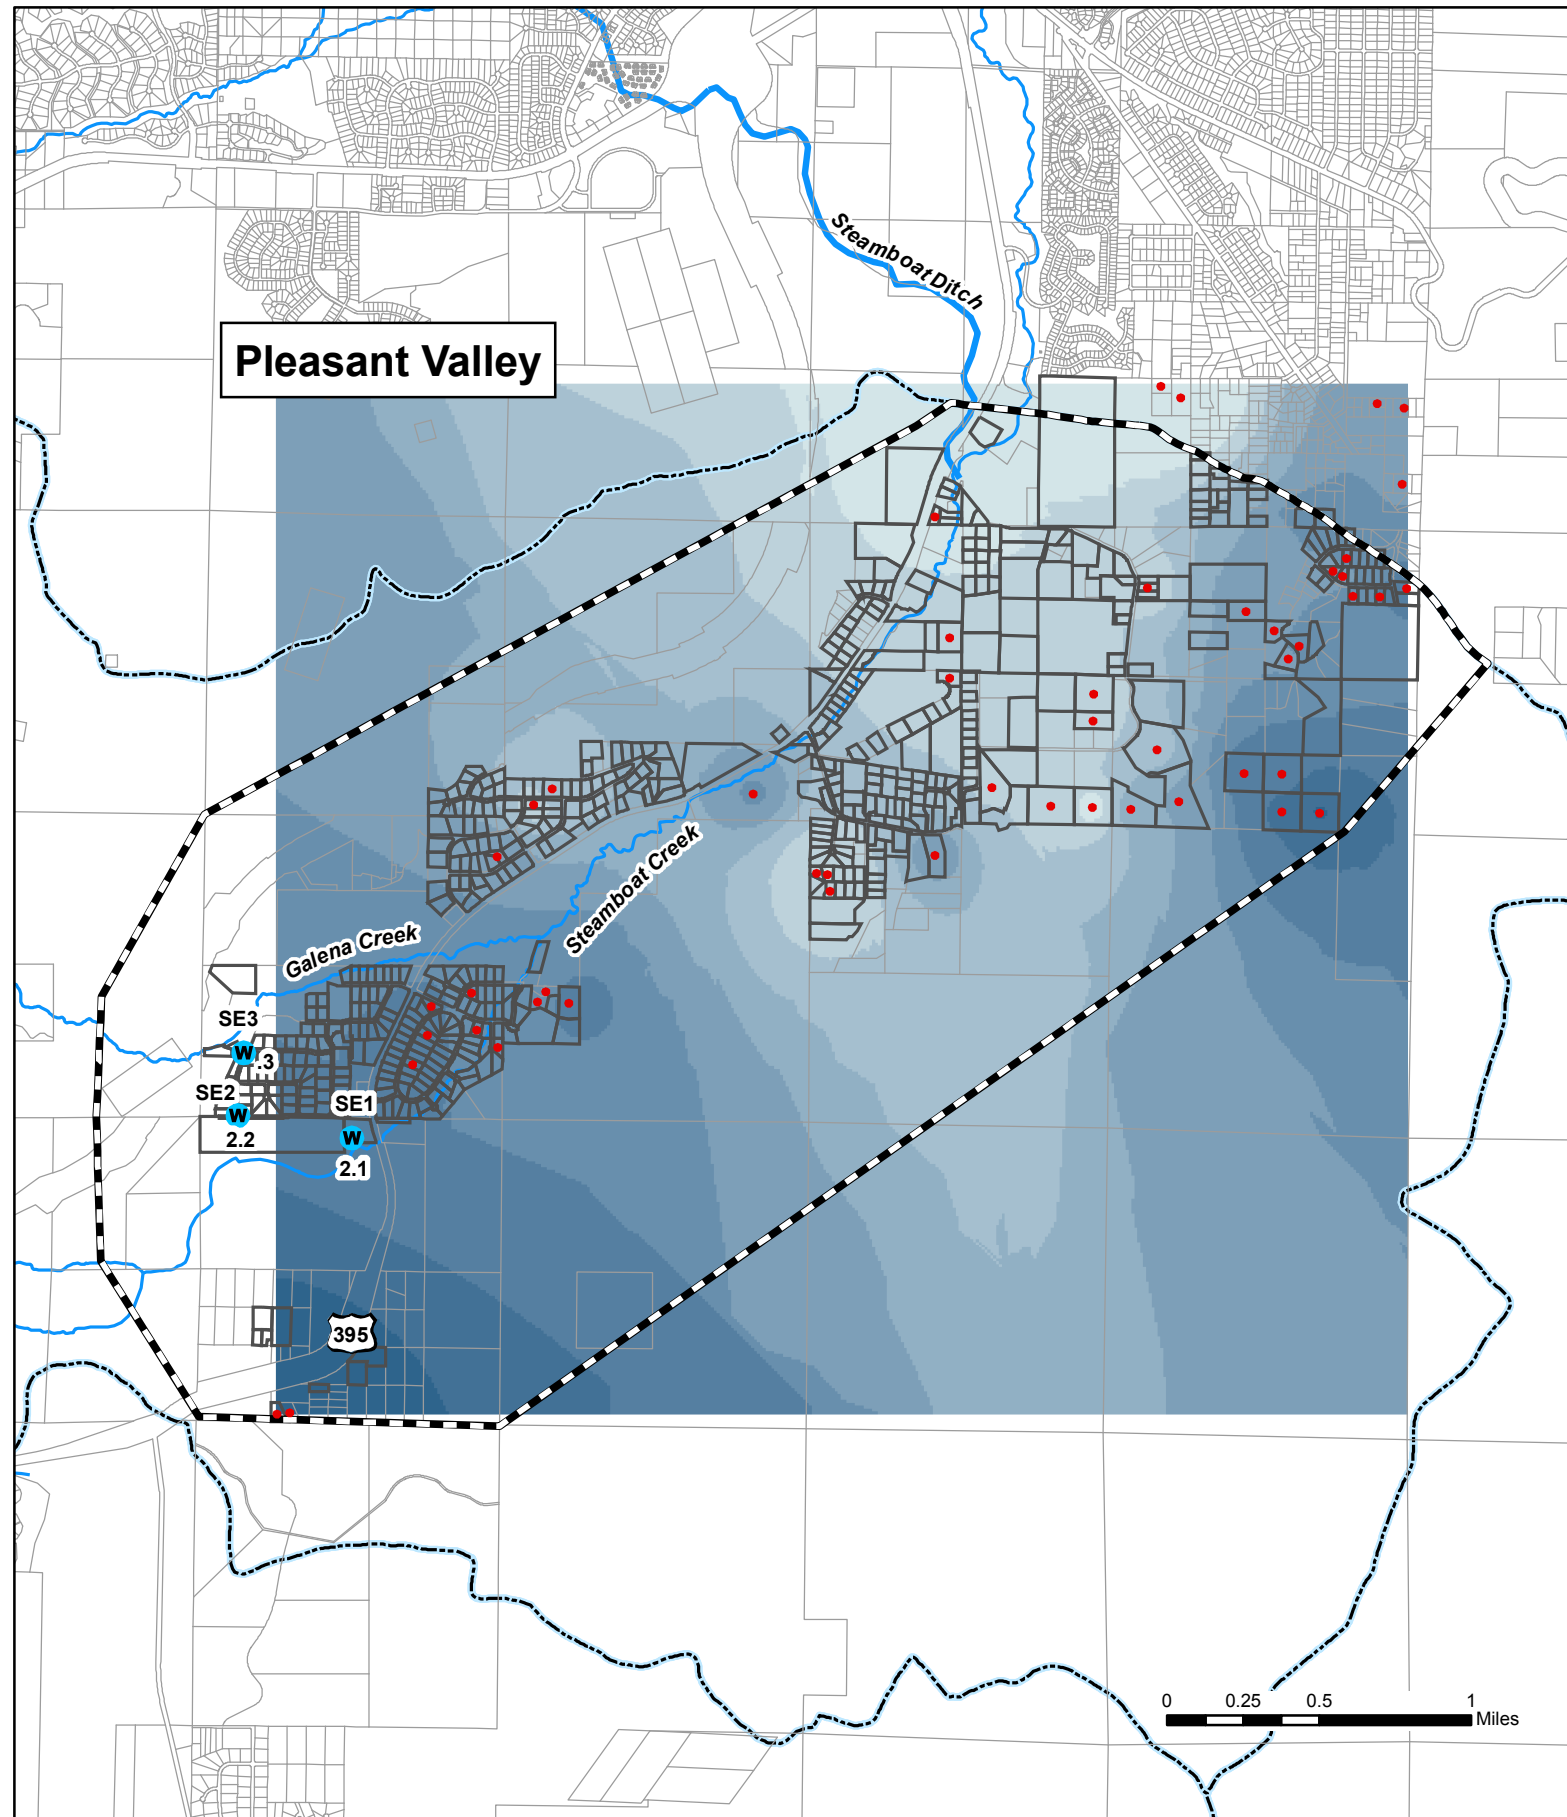 Steamboat Ditch
Pleasant Valley
Steamboat Creek
Galena Creek
SE3
W
.3
SE2
W
2.2
SE1
W
2.1
395
0 0.25 0.5 1
Miles